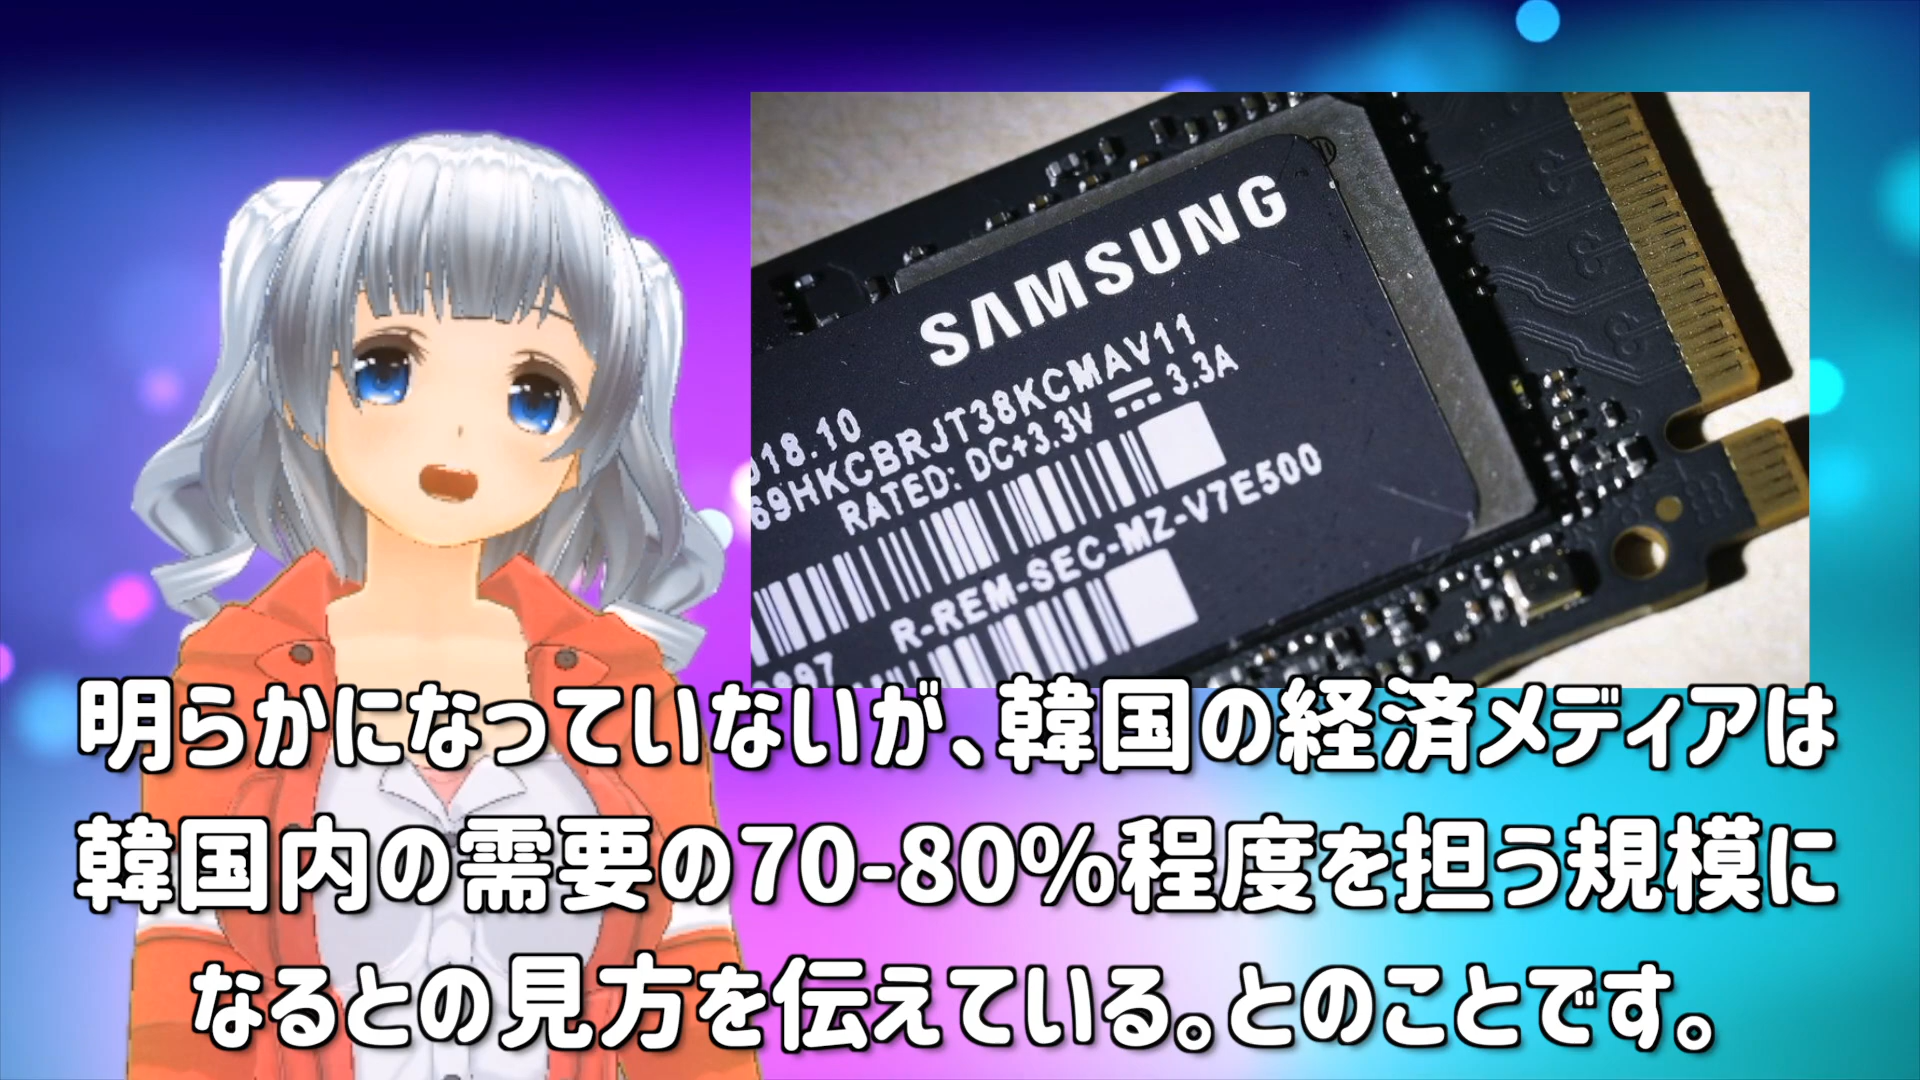 SAMSUNG
018.10
69HKCBRJT38KCMAV11
RATED: DC+3.3V 3.3A
R-REM-SEC-MZ-V7E500
997
明らかになっていないが、韓国の経済メディアは
韓国内の需要の70-80%程度を担う規模に
なるとの見方を伝えている。とのことです。